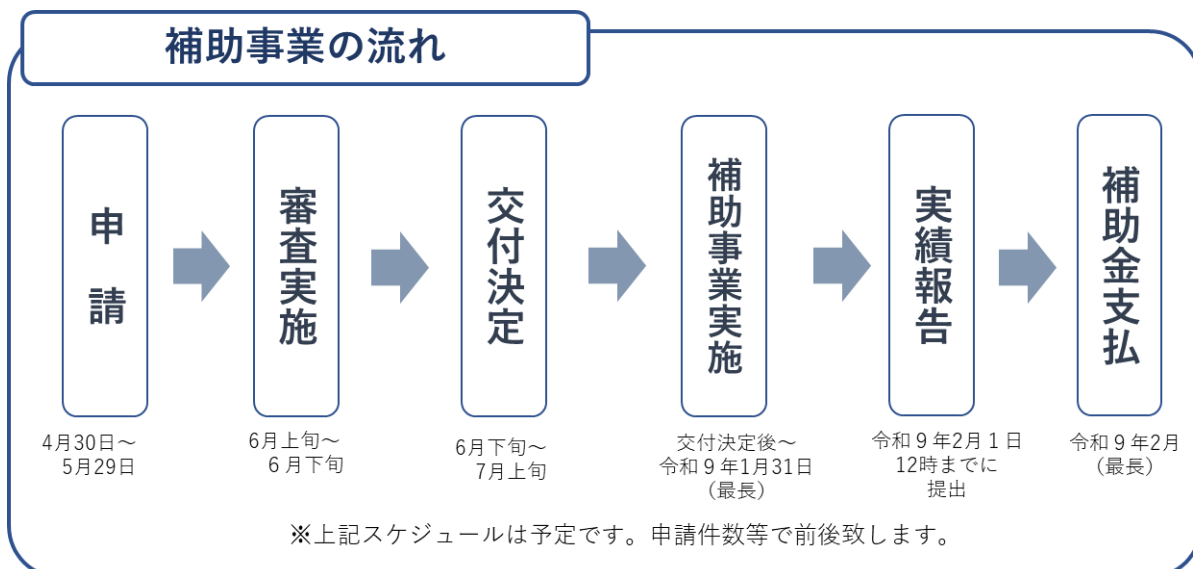 補助事業の流れ
申請
審査実施
交付決定
補助事業実施
実績報告
補助金支払
4月30日～
5月29日
6月上旬～
６月下旬
6月下旬～
7月上旬
交付決定後～
令和９年1月31日
（最長）
令和９年2月１日
12時までに
提出
令和９年2月
（最長）
※上記スケジュールは予定です。申請件数等で前後致します。